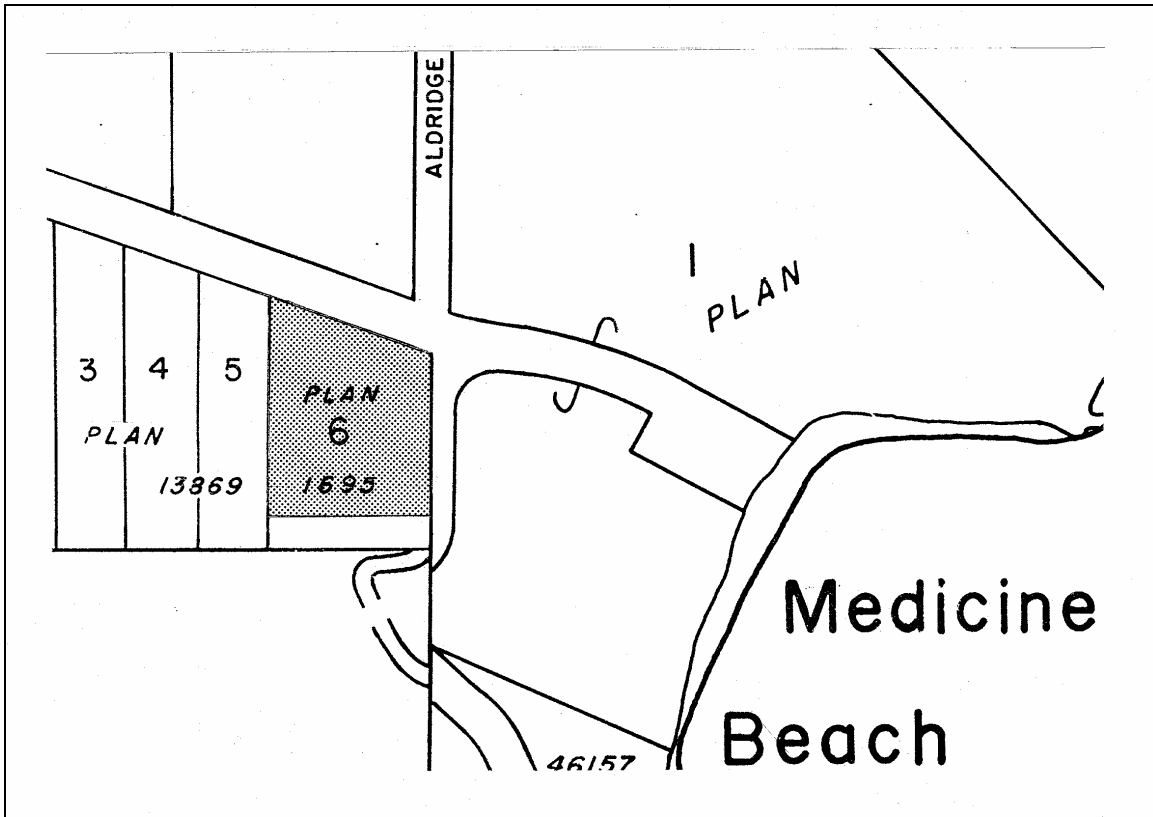 ALDRIDGE
1
PLAN
3
4
5
PLAN
6
PLAN
13869
1695
Medicine
Beach
46157